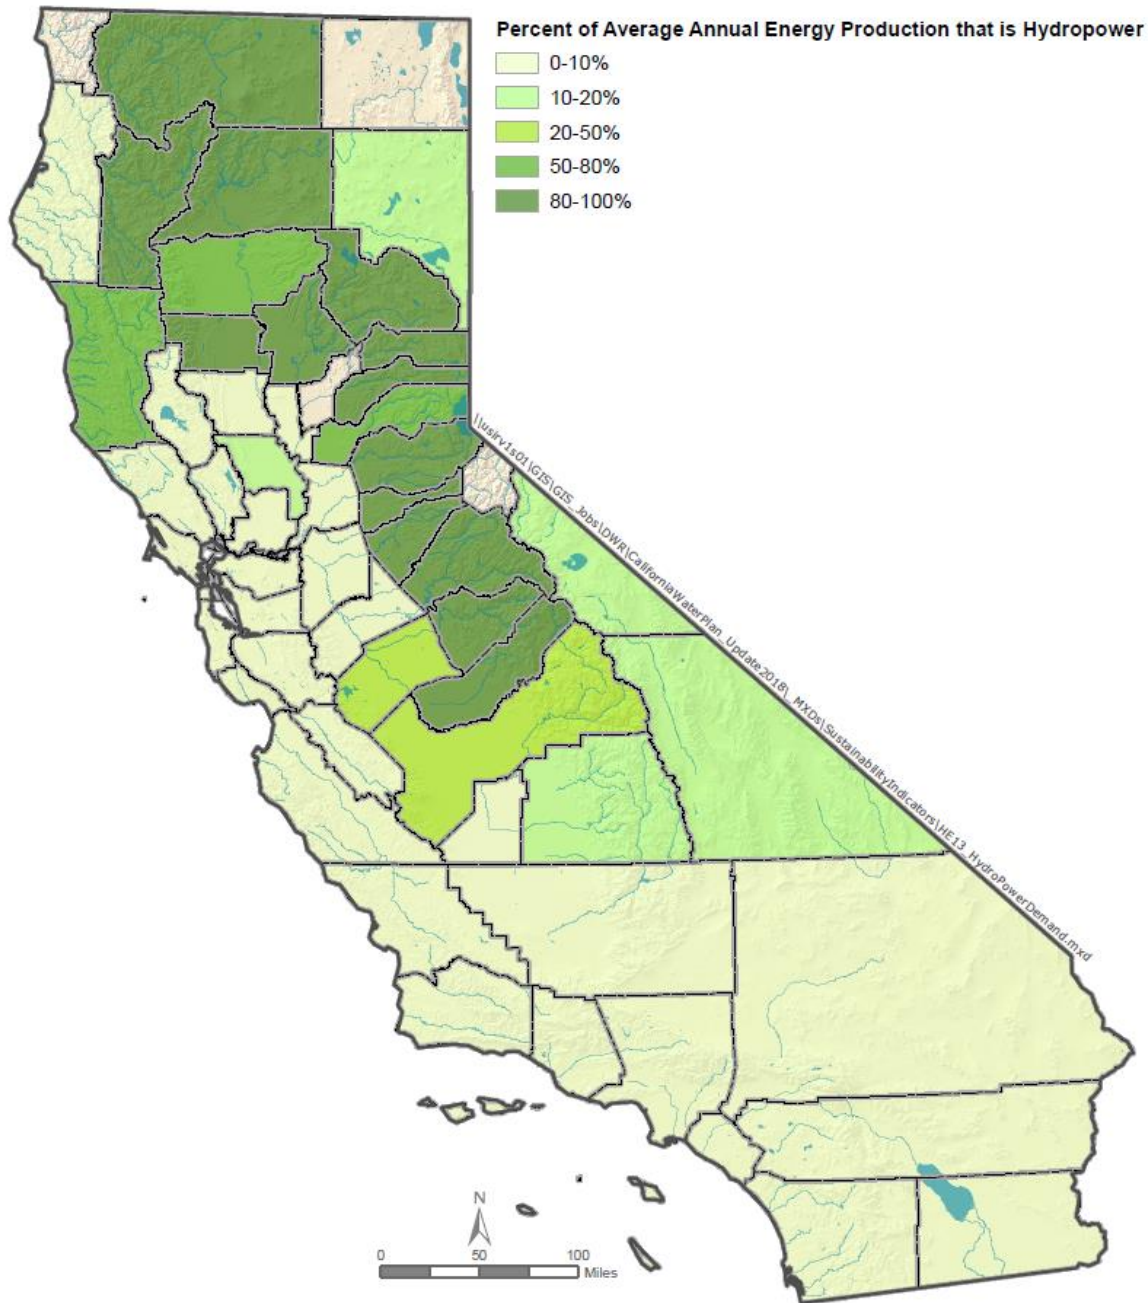 Percent of Average Annual Energy Production that is Hydropower
0-10%
10-20%
20-50%
50-80%
80-100%
\\usirv1s01\GIS\GIS_Jobs\DWR\CaliforniaWaterPlan_Update2018\_MXDs\SustainabilityIndicators\HE13_HydroPowerDemand.mxd
N
0 50 100
Miles